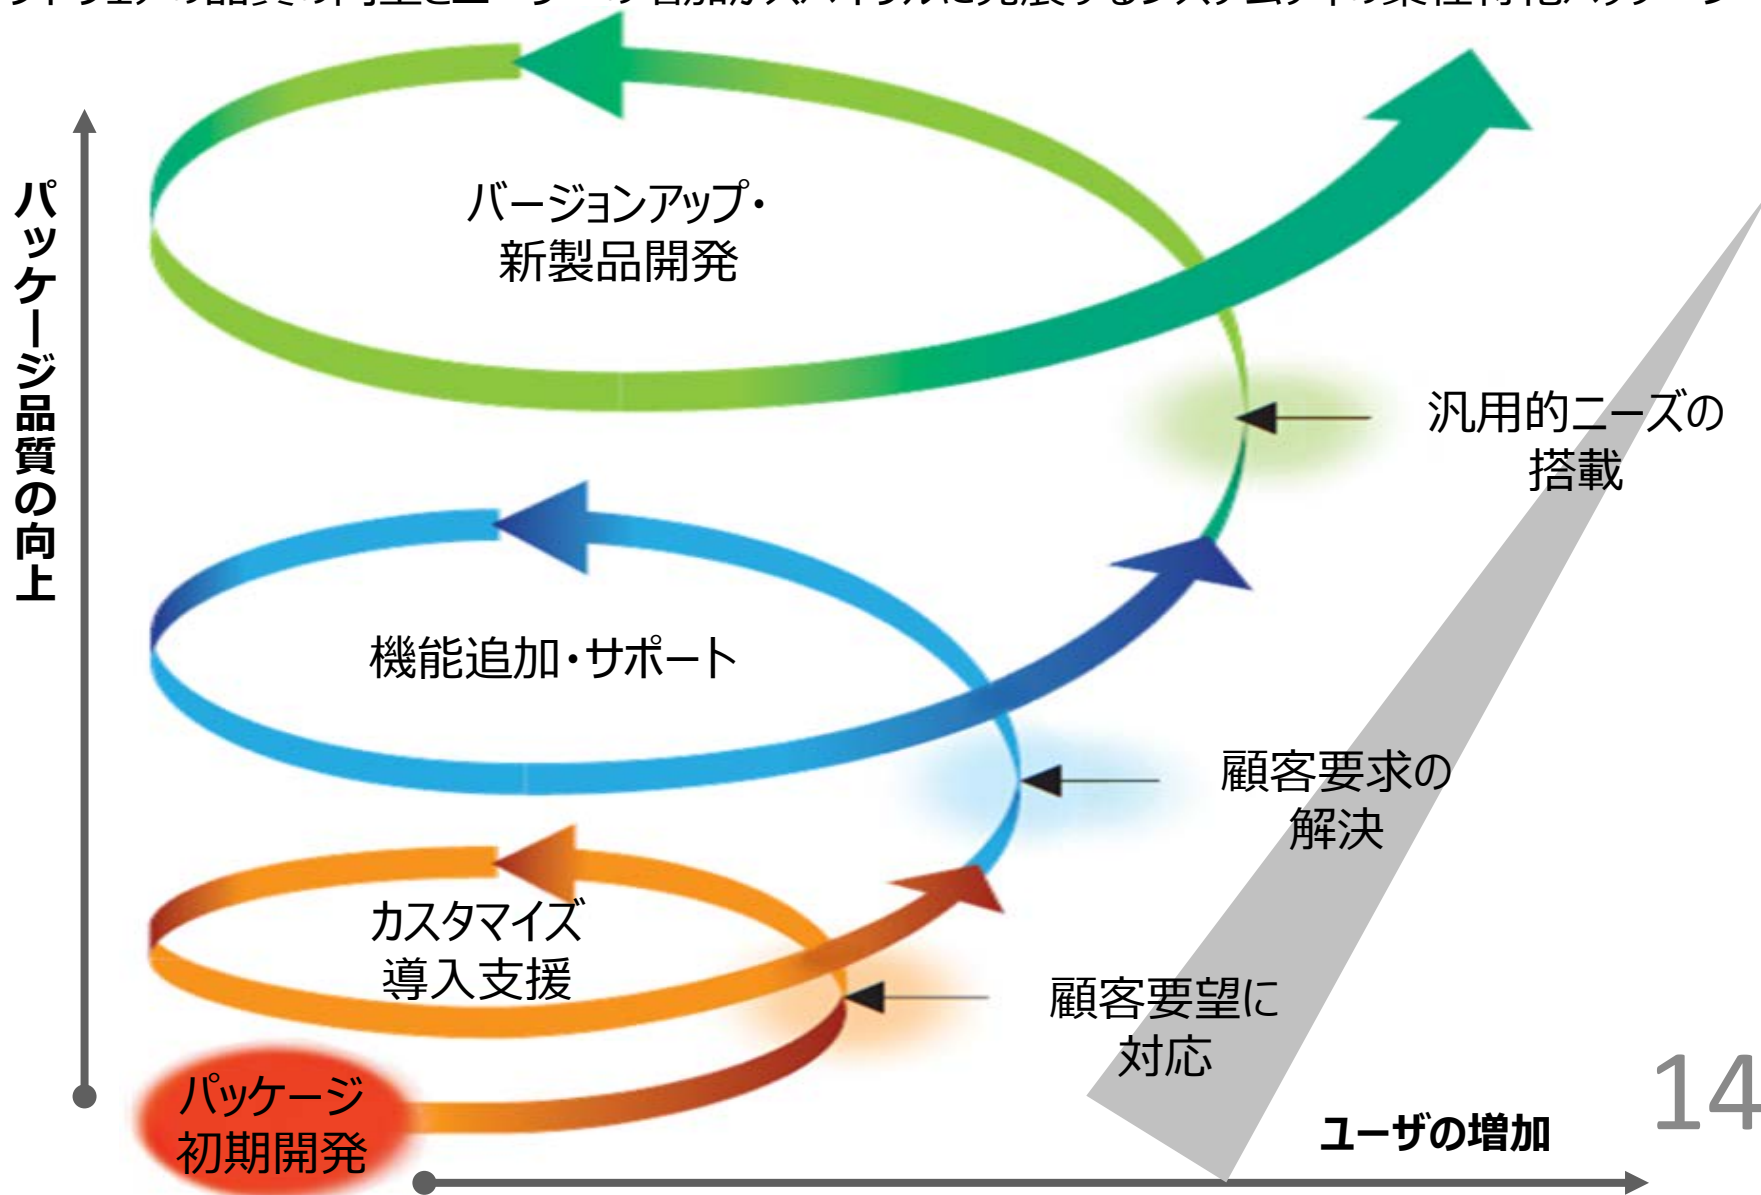 バージョンアップ・
新製品開発
パッケージ品質の向上
汎用的ニーズの
搭載
機能追加・サポート
顧客要求の
解決
カスタマイズ
導入支援
顧客要望に
対応
パッケージ
初期開発
ユーザの増加
14